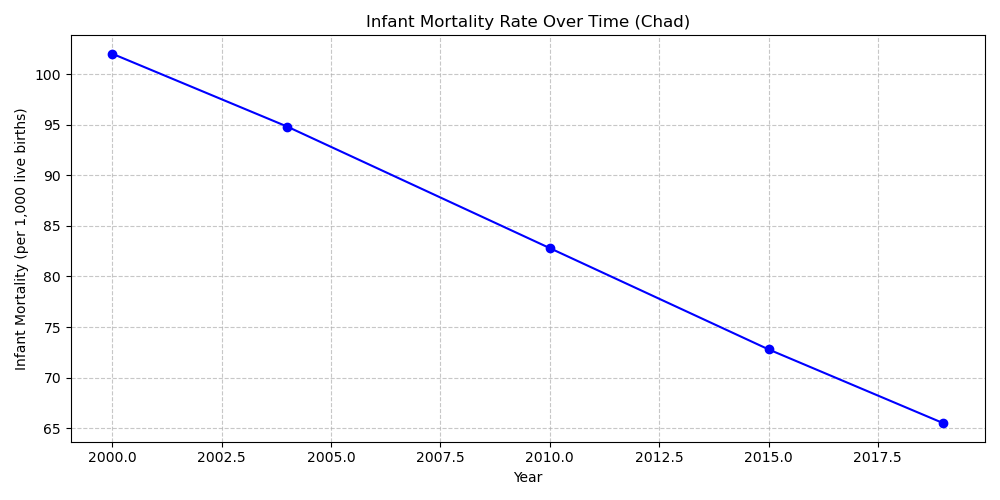 Infant Mortality Rate Over Time (Chad)
Infant Mortality (per 1,000 live births)
100
95
90
85
80
75
70
65
2000.0 2002.5 2005.0 2007.5 2010.0 2012.5 2015.0 2017.5
Year